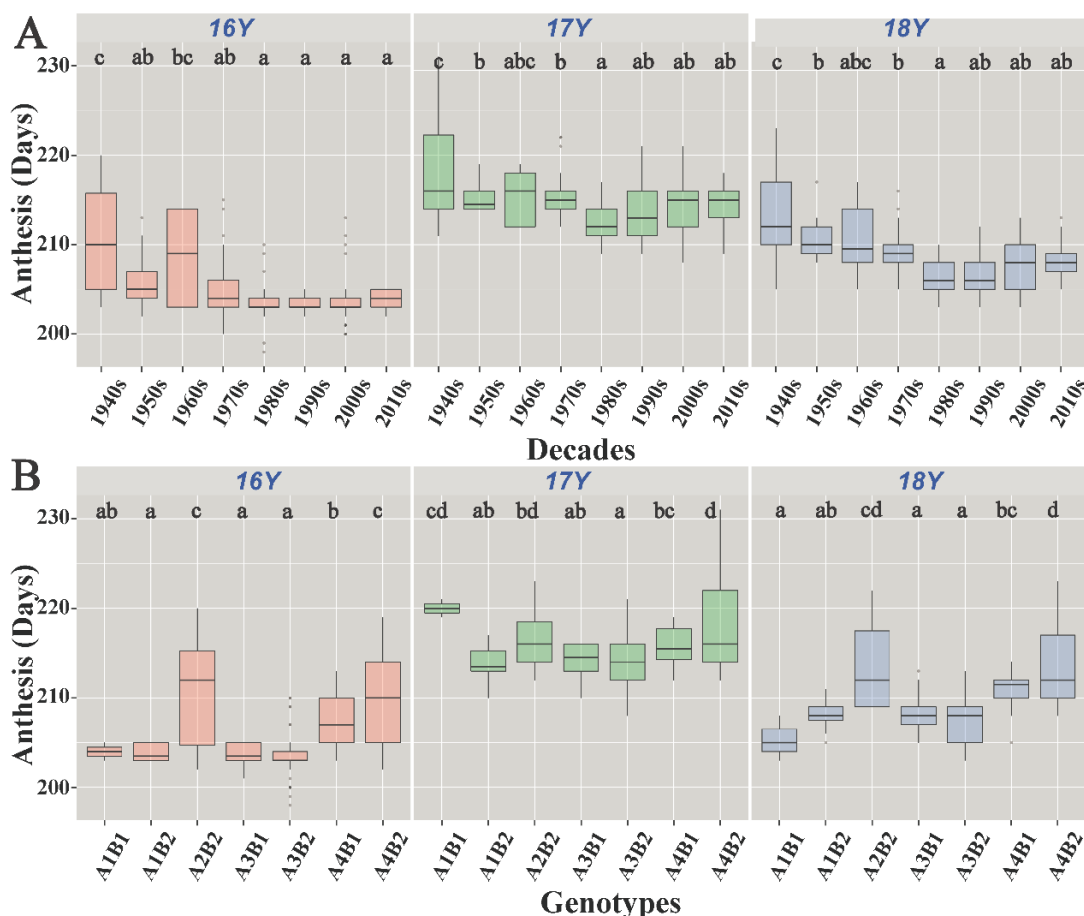 A
16Y 17Y 18Y
c ab bc ab a a a a c b abc b a ab ab ab c b abc b a ab ab ab
230
220
210
200
Anthesis (Days)
1940s 1950s 1960s 1970s 1980s 1990s 2000s 2010s 1940s 1950s 1960s 1970s 1980s 1990s 2000s 2010s 1940s 1950s 1960s 1970s 1980s 1990s 2000s 2010s
Decades
B
16Y 17Y 18Y
ab a c a a b c cd ab bd ab a bc d a ab cd a a bc d
230
220
210
200
Anthesis (Days)
A1B1 A1B2 A2B2 A3B1 A3B2 A4B1 A4B2 A1B1 A1B2 A2B2 A3B1 A3B2 A4B1 A4B2 A1B1 A1B2 A2B2 A3B1 A3B2 A4B1 A4B2
Genotypes